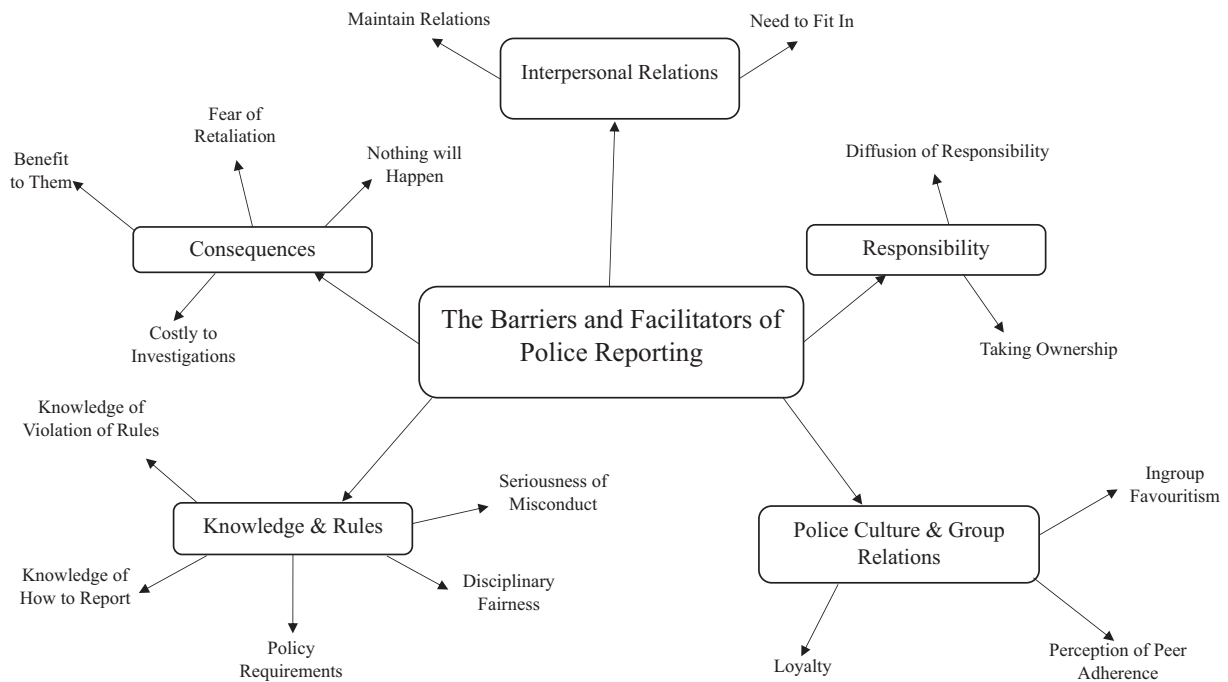 Maintain Relations
Need to Fit In
Interpersonal Relations
Fear of
Retaliation
Benefit
to Them
Nothing will
Happen
Consequences
Costly to
Investigations
Diffusion of Responsibility
Responsibility
Taking Ownership
The Barriers and Facilitators of
Police Reporting
Knowledge of
Violation of Rules
Seriousness of
Misconduct
Knowledge & Rules
Knowledge of
How to Report
Policy
Requirements
Disciplinary
Fairness
Ingroup
Favouritism
Police Culture & Group
Relations
Loyalty
Perception of Peer
Adherence